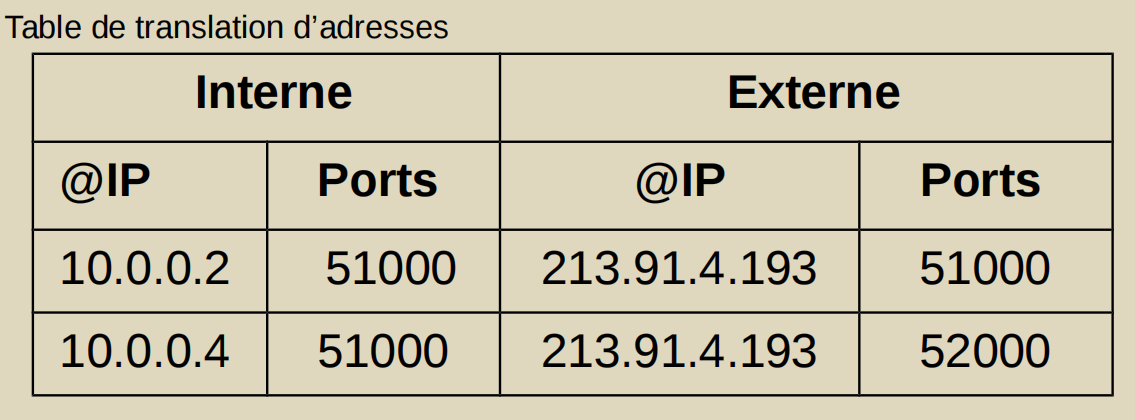 Table de translation d’adresses
Interne Externe
@IP Ports @IP Ports
10.0.0.2 51000 213.91.4.193 51000
10.0.0.4 51000 213.91.4.193 52000